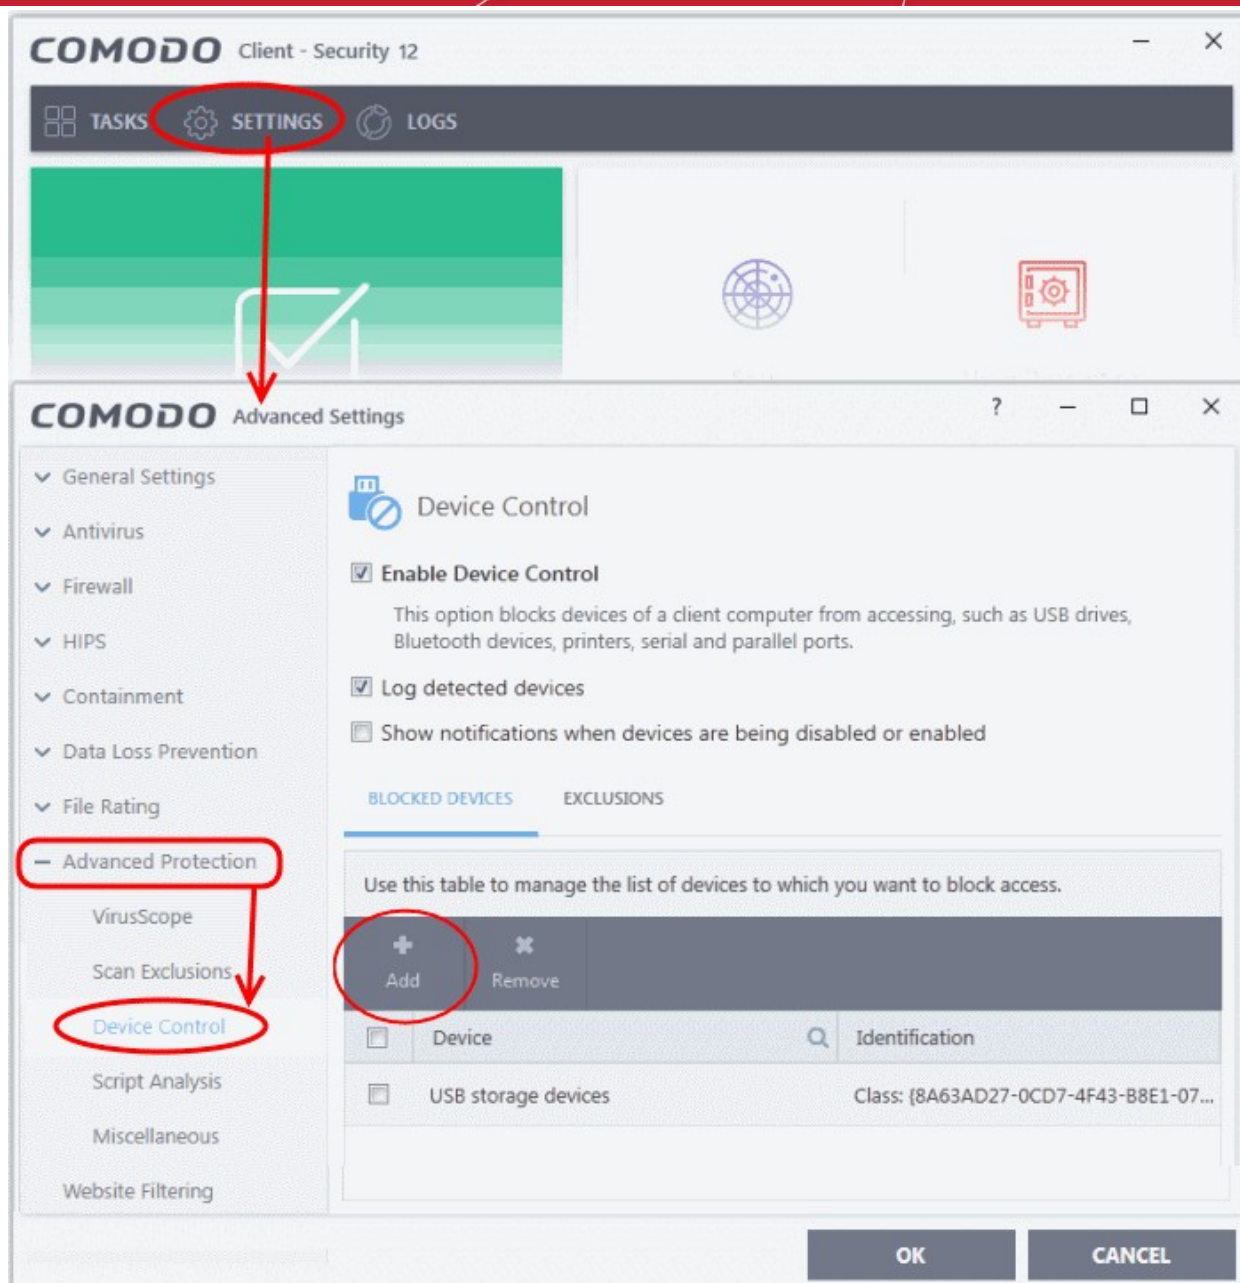 COMODO Client - Security 12
TASKS SETTINGS LOGS
COMODO Advanced Settings
?
General Settings
Antivirus
Firewall
HIPS
Containment
Data Loss Prevention
File Rating
Advanced Protection
VirusScope
Scan Exclusions
Device Control
Script Analysis
Miscellaneous
Website Filtering
Device Control
Enable Device Control
This option blocks devices of a client computer from accessing, such as USB drives,
Bluetooth devices, printers, serial and parallel ports.
Log detected devices
Show notifications when devices are being disabled or enabled
BLOCKED DEVICES EXCLUSIONS
Use this table to manage the list of devices to which you want to block access.
Add Remove
Device Identification
USB storage devices Class: {8A63AD27-0CD7-4F43-B8E1-07...
OK CANCEL